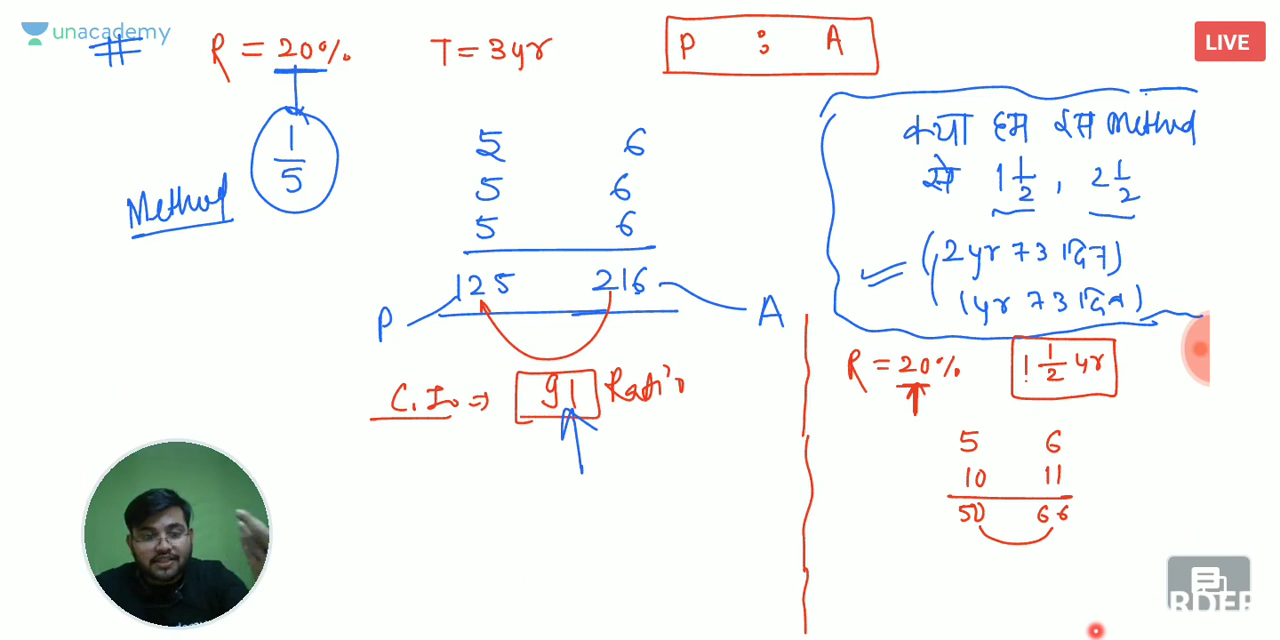 unacademy
LIVE
# R = 20% T = 3yr
P : A
1/5
Method
5 6
5 6
5 6
125 216
P A
C.I. ⇒ 91 Ratio
क्या हम इस Method
से 1 1/2 , 2 1/2
(2yr 73 दिन)
(1yr 73 दिन)
R = 20% 1 1/2 yr
5 6
10 11
50 66